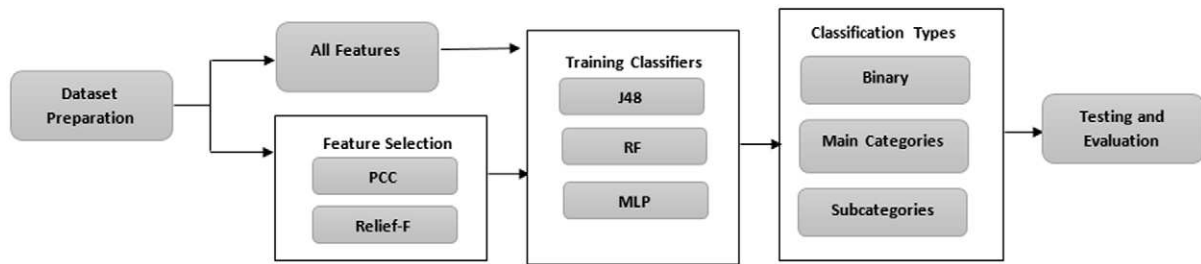 Dataset
Preparation
All Features
Feature Selection
PCC
Relief-F
Training Classifiers
J48
RF
MLP
Classification Types
Binary
Main Categories
Subcategories
Testing and
Evaluation